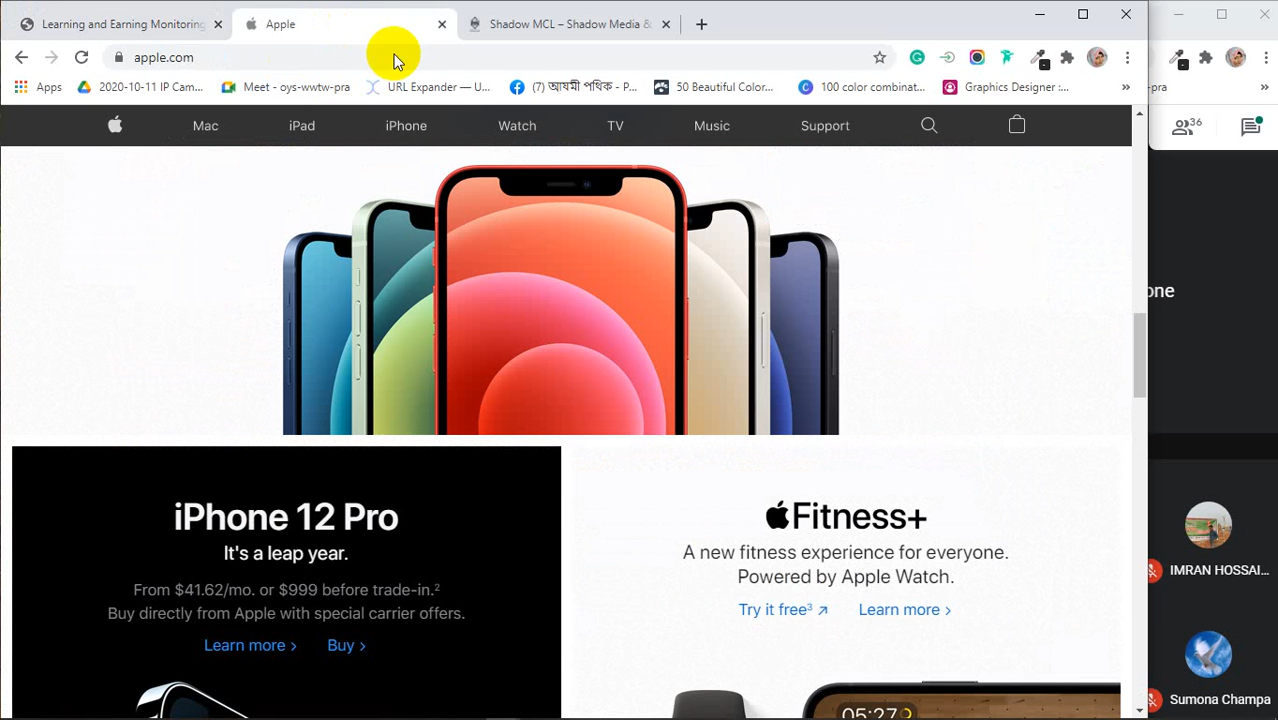 Learning and Earning Monitoring
Apple
Shadow MCL – Shadow Media &
apple.com
Apps
2020-10-11 IP Cam...
Meet - oys-wwtw-pra
URL Expander — U...
(7) আযমী পথিক - P...
50 Beautiful Color...
100 color combinat...
Graphics Designer :...
»
-pra
»
Mac
iPad
iPhone
Watch
TV
Music
Support
36
one
iPhone 12 Pro
It's a leap year.
From $41.62/mo. or $999 before trade-in.²
Buy directly from Apple with special carrier offers.
Learn more >
Buy >
Fitness+
A new fitness experience for everyone.
Powered by Apple Watch.
Try it free³ ↗
Learn more >
05:27
IMRAN HOSSAI...
Sumona Champa